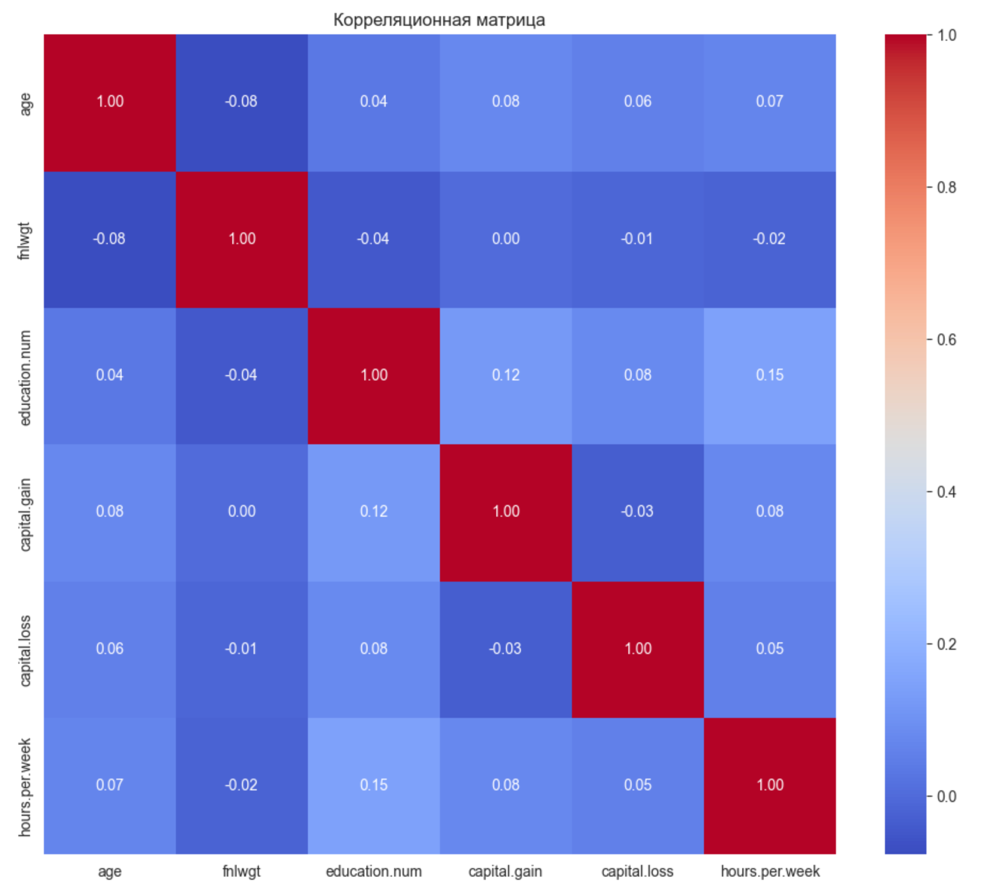 Корреляционная матрица
age 1.00 -0.08 0.04 0.08 0.06 0.07
fnlwgt -0.08 1.00 -0.04 0.00 -0.01 -0.02
education.num 0.04 -0.04 1.00 0.12 0.08 0.15
capital.gain 0.08 0.00 0.12 1.00 -0.03 0.08
capital.loss 0.06 -0.01 0.08 -0.03 1.00 0.05
hours.per.week 0.07 -0.02 0.15 0.08 0.05 1.00
age fnlwgt education.num capital.gain capital.loss hours.per.week
1.0
0.8
0.6
0.4
0.2
0.0